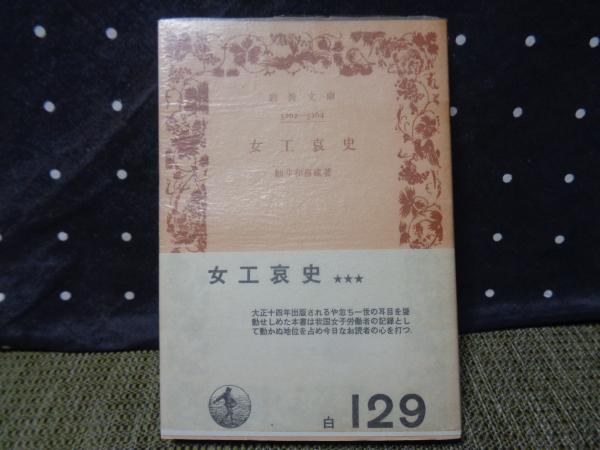 岩波文庫
5202—5204
女工哀史
細井和喜蔵著
女工哀史 ★★★
大正十四年出版されるや忽ち一世の耳目を聳
動せしめた本書は我国女子労働者の記録とし
て動かぬ地位を占め今日なお読者の心を打つ.
白 129